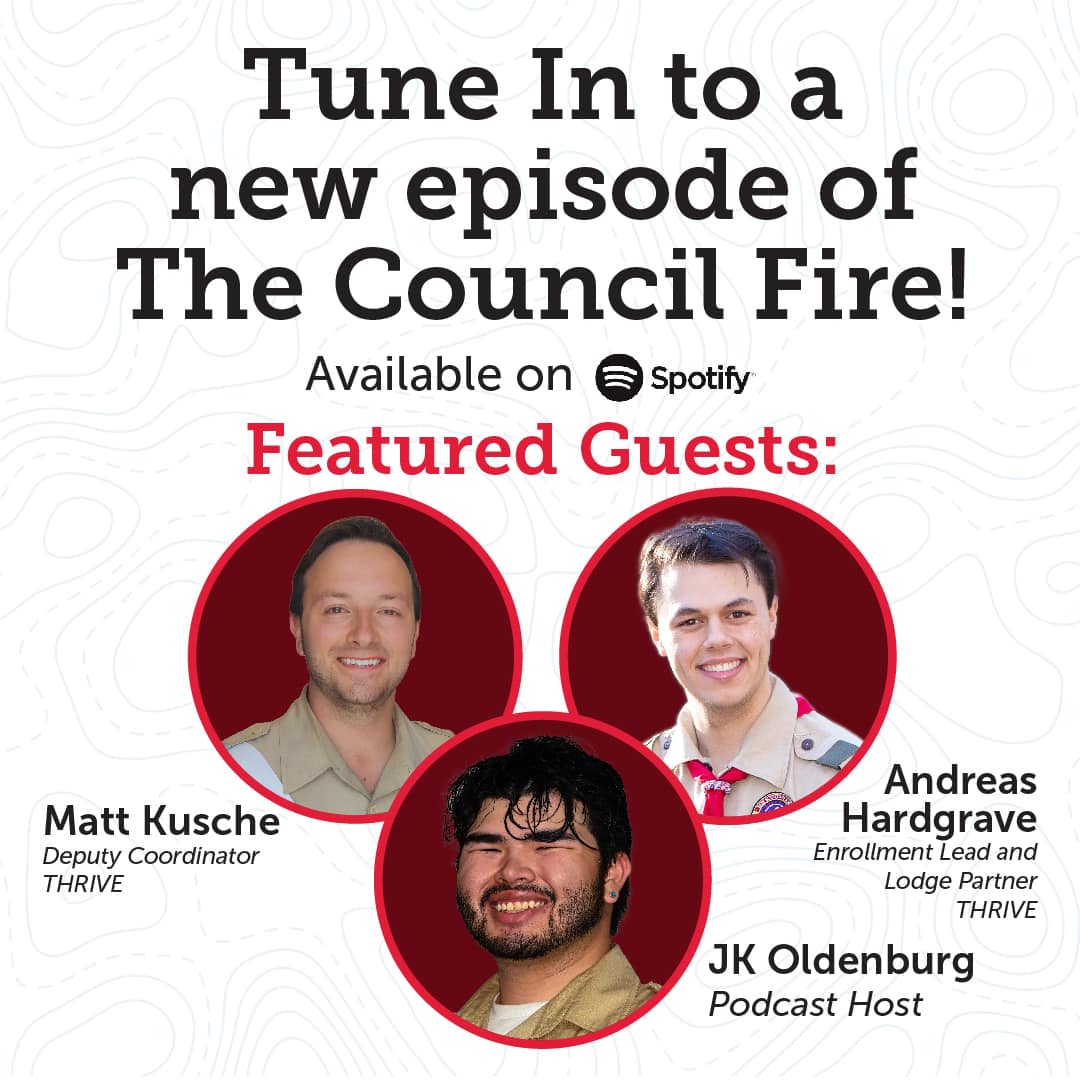 Tune In to a
new episode of
The Council Fire!
Available on Spotify
Featured Guests:
Matt Kusche
Deputy Coordinator
THRIVE
Andreas
Hardgrave
Enrollment Lead and
Lodge Partner
THRIVE
JK Oldenburg
Podcast Host